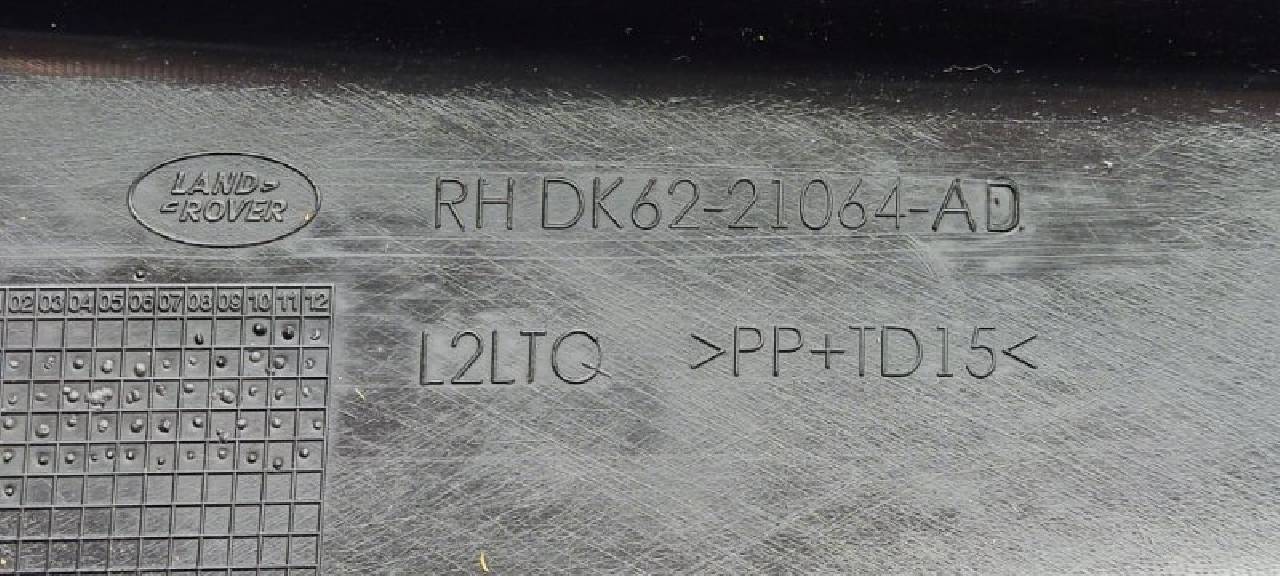 LAND
ROVER
RH DK62-21064-AD
02 03 04 05 06 07 08 09 10 11 12
L2LTQ >PP+TD15<